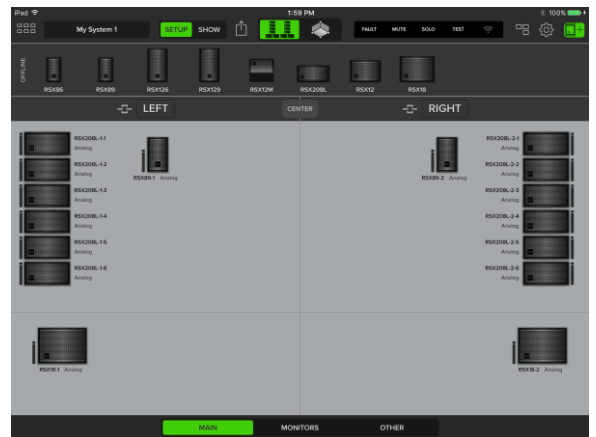 iPad 1:59 PM 100%
My System 1 SETUP SHOW FAULT MUTE SOLO TEST
OFFLINE
RSX86 RSX89 RSX126 RSX129 RSX12M RSX208L RSX12 RSX18
LEFT CENTER RIGHT
RSX208L-1-1
Analog
RSX208L-1-2
Analog
RSX208L-1-3
Analog
RSX208L-1-4
Analog
RSX208L-1-5
Analog
RSX208L-1-6
Analog
RSX89-1 Analog
RSX89-2 Analog
RSX208L-2-1
Analog
RSX208L-2-2
Analog
RSX208L-2-3
Analog
RSX208L-2-4
Analog
RSX208L-2-5
Analog
RSX208L-2-6
Analog
RSX18-1 Analog
RSX18-2 Analog
MAIN MONITORS OTHER